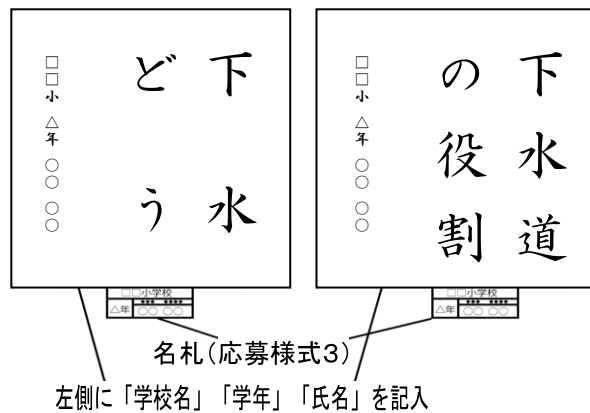 下水
どう
□□小 △年 ○○ ○○
下水道
の役割
□□小 △年 ○○ ○○
□□小学校
△年 ○○ ○○
□□小学校
△年 ○○ ○○
名札(応募様式3)
左側に「学校名」「学年」「氏名」を記入